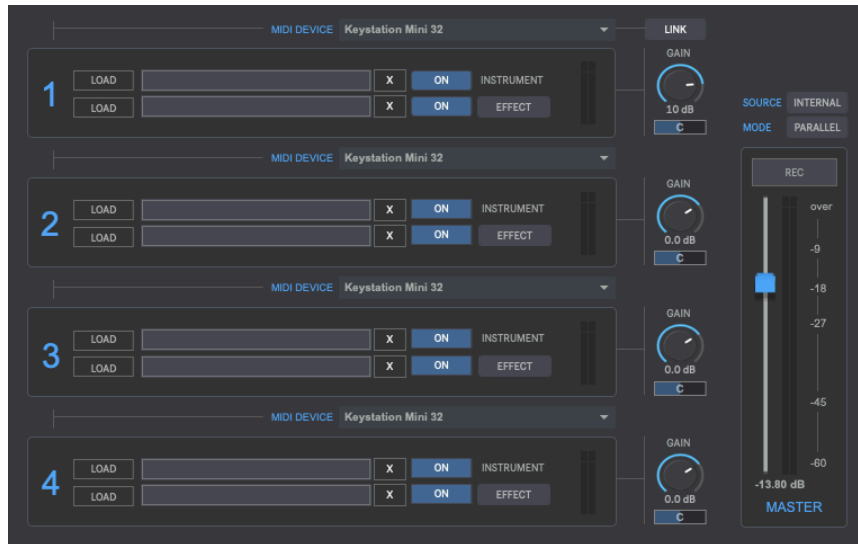 MIDI DEVICE Keystation Mini 32 LINK
GAIN
1 LOAD X ON INSTRUMENT
LOAD X ON EFFECT
10 dB
C
SOURCE INTERNAL
MODE PARALLEL
MIDI DEVICE Keystation Mini 32
GAIN
2 LOAD X ON INSTRUMENT
LOAD X ON EFFECT
0.0 dB
C
MIDI DEVICE Keystation Mini 32
GAIN
3 LOAD X ON INSTRUMENT
LOAD X ON EFFECT
0.0 dB
C
MIDI DEVICE Keystation Mini 32
GAIN
4 LOAD X ON INSTRUMENT
LOAD X ON EFFECT
0.0 dB
C
REC
over
-9
-18
-27
-45
-60
-13.80 dB
MASTER